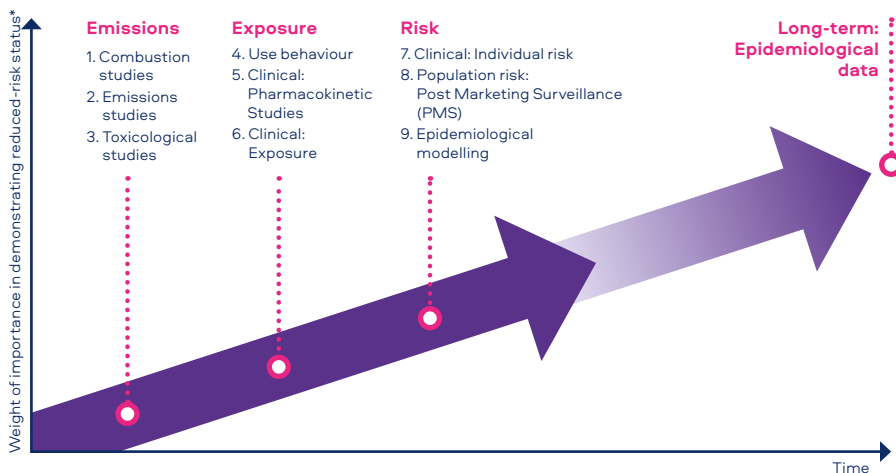 Weight of importance in demonstrating reduced-risk status*
Emissions
1. Combustion
studies
2. Emissions
studies
3. Toxicological
studies
Exposure
4. Use behaviour
5. Clinical:
Pharmacokinetic
Studies
6. Clinical:
Exposure
Risk
7. Clinical: Individual risk
8. Population risk:
Post Marketing Surveillance
(PMS)
9. Epidemiological
modelling
Long-term:
Epidemiological
data
Time